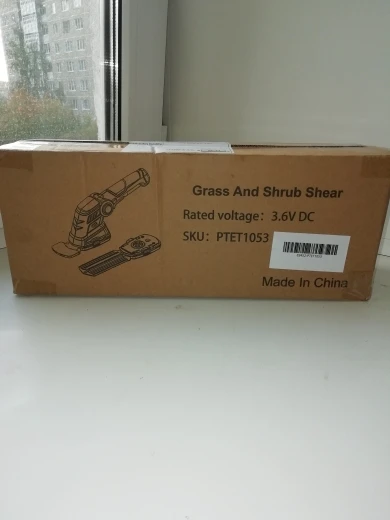 Grass And Shrub Shear
Rated voltage: 3.6V DC
SKU: PTET1053
Made In China